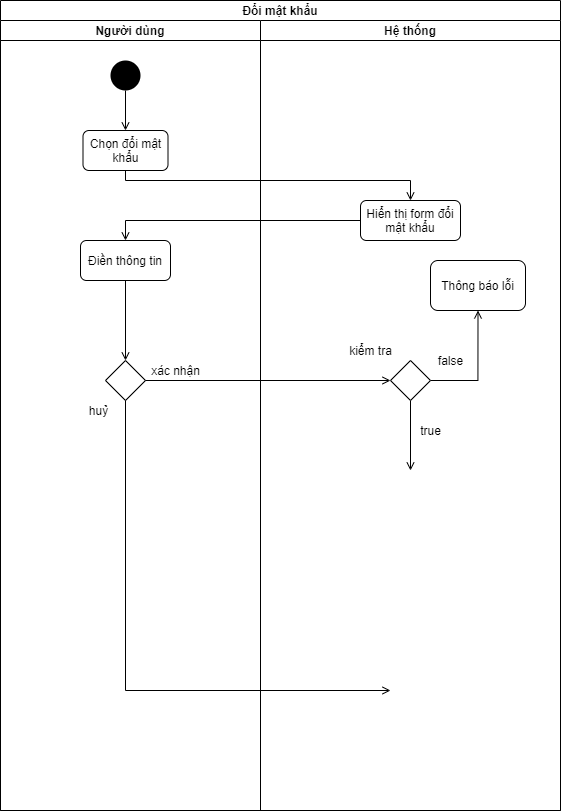 Đổi mật khẩu
Người dùng
Hệ thống
Chọn đổi mật
khẩu
Hiển thị form đổi
mật khẩu
Điền thông tin
Thông báo lỗi
kiểm tra
false
xác nhận
huỷ
true